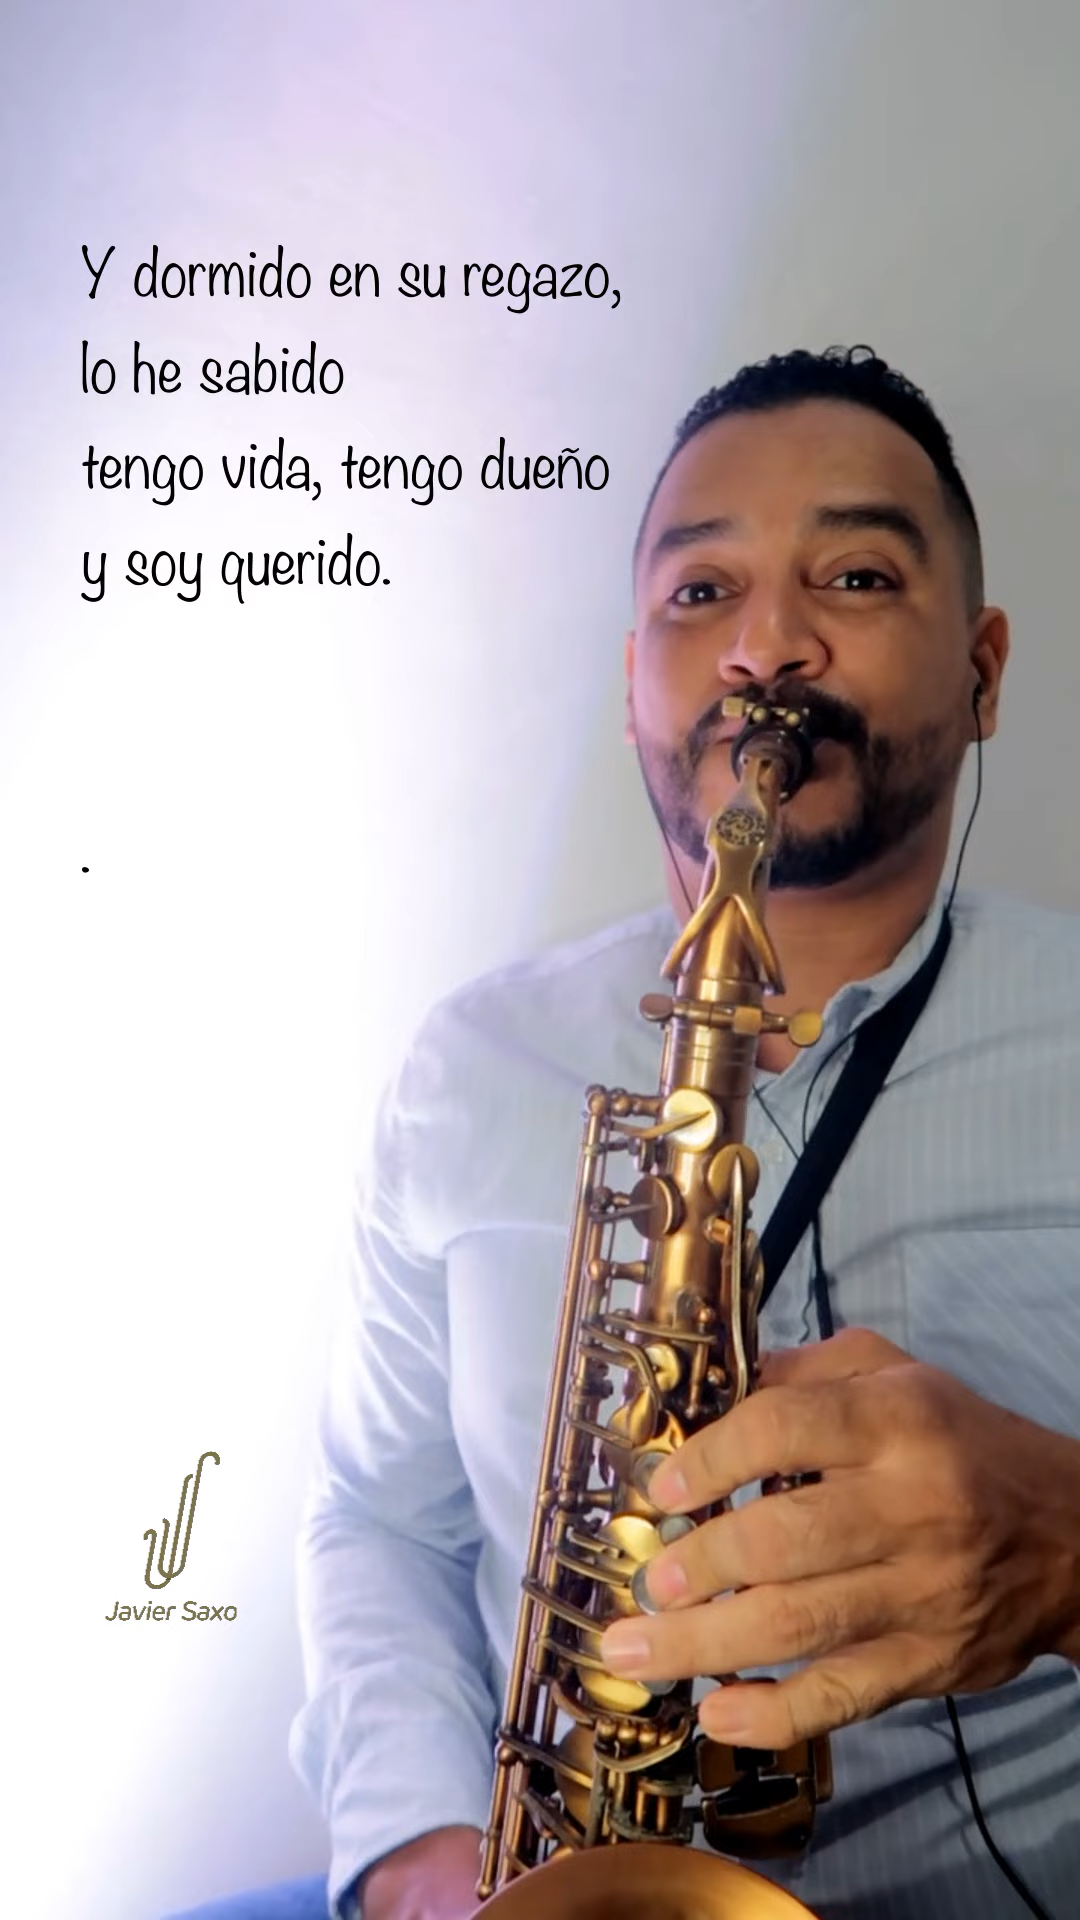 Y dormido en su regazo,
lo he sabido
tengo vida, tengo dueño
y soy querido.
.
Javier Saxo